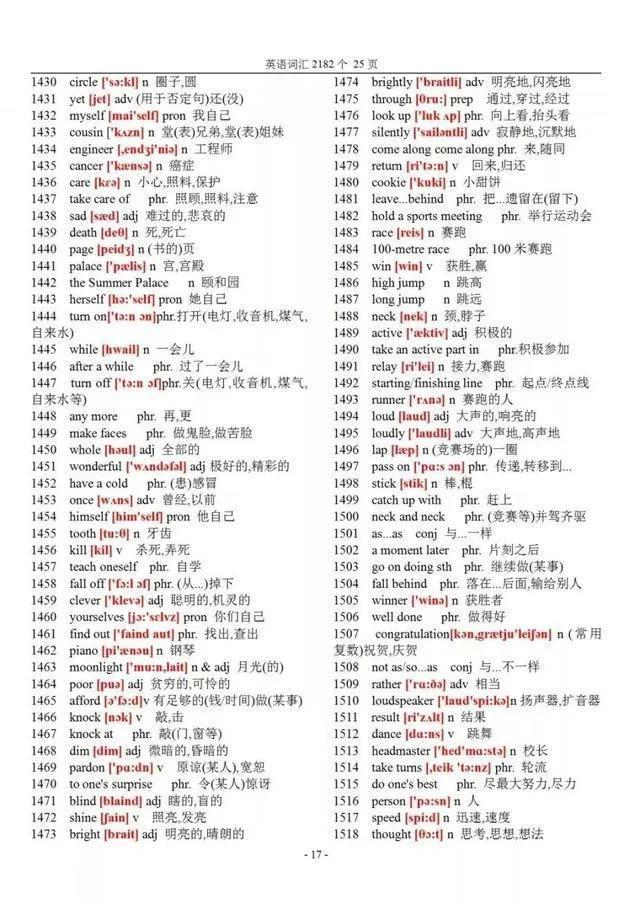 英语词汇 2182 个 25 页
1430 circle ['sə:kl] n 圈子,圆
1431 yet [jet] adv (用于否定句)还(没)
1432 myself [mai'self] pron 我自己
1433 cousin ['kʌzn] n 堂(表)兄弟,堂(表)姐妹
1434 engineer [,endʒi'niə] n 工程师
1435 cancer ['kænsə] n 癌症
1436 care [kɛə] n 小心,照料,保护
1437 take care of phr. 照顾,照料,注意
1438 sad [sæd] adj 难过的,悲哀的
1439 death [deθ] n 死,死亡
1440 page [peidʒ] n (书的)页
1441 palace ['pælis] n 宫,宫殿
1442 the Summer Palace n 颐和园
1443 herself [hə:'self] pron 她自己
1444 turn on['tə:n ɔn]phr.打开(电灯,收音机,煤气,
自来水)
1445 while [hwail] n 一会儿
1446 after a while phr. 过了一会儿
1447 turn off ['tə:n ɔf]phr.关(电灯,收音机,煤气,
自来水等)
1448 any more phr. 再,更
1449 make faces phr. 做鬼脸,做苦脸
1450 whole [həul] adj 全部的
1451 wonderful ['wʌndəfəl] adj 极好的,精彩的
1452 have a cold phr. (患)感冒
1453 once [wʌns] adv 曾经,以前
1454 himself [him'self] pron 他自己
1455 tooth [tu:θ] n 牙齿
1456 kill [kil] v 杀死,弄死
1457 teach oneself phr. 自学
1458 fall off ['fɔ:l ɔf] phr. (从...)掉下
1459 clever ['klevə] adj 聪明的,机灵的
1460 yourselves [jɔ:'sɛlvz] pron 你们自己
1461 find out ['faind aut] phr. 找出,查出
1462 piano [pi'ænəu] n 钢琴
1463 moonlight ['mu:n,lait] n & adj 月光(的)
1464 poor [puə] adj 贫穷的,可怜的
1465 afford [ə'fɔ:d]v 有足够的(钱/时间)做(某事)
1466 knock [nɔk] v 敲,击
1467 knock at phr. 敲(门,窗等)
1468 dim [dim] adj 微暗的,昏暗的
1469 pardon ['pɑ:dn] v 原谅(某人),宽恕
1470 to one's surprise phr. 令(某人)惊讶
1471 blind [blaind] adj 瞎的,盲的
1472 shine [ʃain] v 照亮,发亮
1473 bright [brait] adj 明亮的,晴朗的
1474 brightly ['braitli] adv 明亮地,闪亮地
1475 through [θru:] prep 通过,穿过,经过
1476 look up ['luk ʌp] phr. 向上看,抬头看
1477 silently ['sailəntli] adv 寂静地,沉默地
1478 come along come along phr. 来,随同
1479 return [ri'tə:n] v 回来,归还
1480 cookie ['kuki] n 小甜饼
1481 leave...behind phr. 把...遗留在(留下)
1482 hold a sports meeting phr. 举行运动会
1483 race [reis] n 赛跑
1484 100-metre race phr. 100 米赛跑
1485 win [win] v 获胜,赢
1486 high jump n 跳高
1487 long jump n 跳远
1488 neck [nek] n 颈,脖子
1489 active ['æktiv] adj 积极的
1490 take an active part in phr.积极参加
1491 relay [ri'lei] n 接力,赛跑
1492 starting/finishing line phr. 起点/终点线
1493 runner ['rʌnə] n 赛跑的人
1494 loud [laud] adj 大声的,响亮的
1495 loudly ['laudli] adv 大声地,高声地
1496 lap [læp] n (竞赛场的)一圈
1497 pass on ['pɑ:s ɔn] phr. 传递,转移到...
1498 stick [stik] n 棒,棍
1499 catch up with phr. 赶上
1500 neck and neck phr. (竞赛等)并驾齐驱
1501 as...as conj 与...一样
1502 a moment later phr. 片刻之后
1503 go on doing sth phr. 继续做(某事)
1504 fall behind phr. 落在...后面,输给别人
1505 winner ['winə] n 获胜者
1506 well done phr. 做得好
1507 congratulation[kən,grætju'leiʃən] n (常用
复数)祝贺,庆贺
1508 not as/so...as conj 与...不一样
1509 rather ['rɑ:ðə] adv 相当
1510 loudspeaker ['laud'spi:kə]n 扬声器,扩音器
1511 result [ri'zʌlt] n 结果
1512 dance [dɑ:ns] v 跳舞
1513 headmaster ['hed'mɑ:stə] n 校长
1514 take turns [,teik 'tə:nz] phr. 轮流
1515 do one's best phr. 尽最大努力,尽力
1516 person ['pə:sn] n 人
1517 speed [spi:d] n 迅速,速度
1518 thought [θɔ:t] n 思考,思想,想法
- 17 -